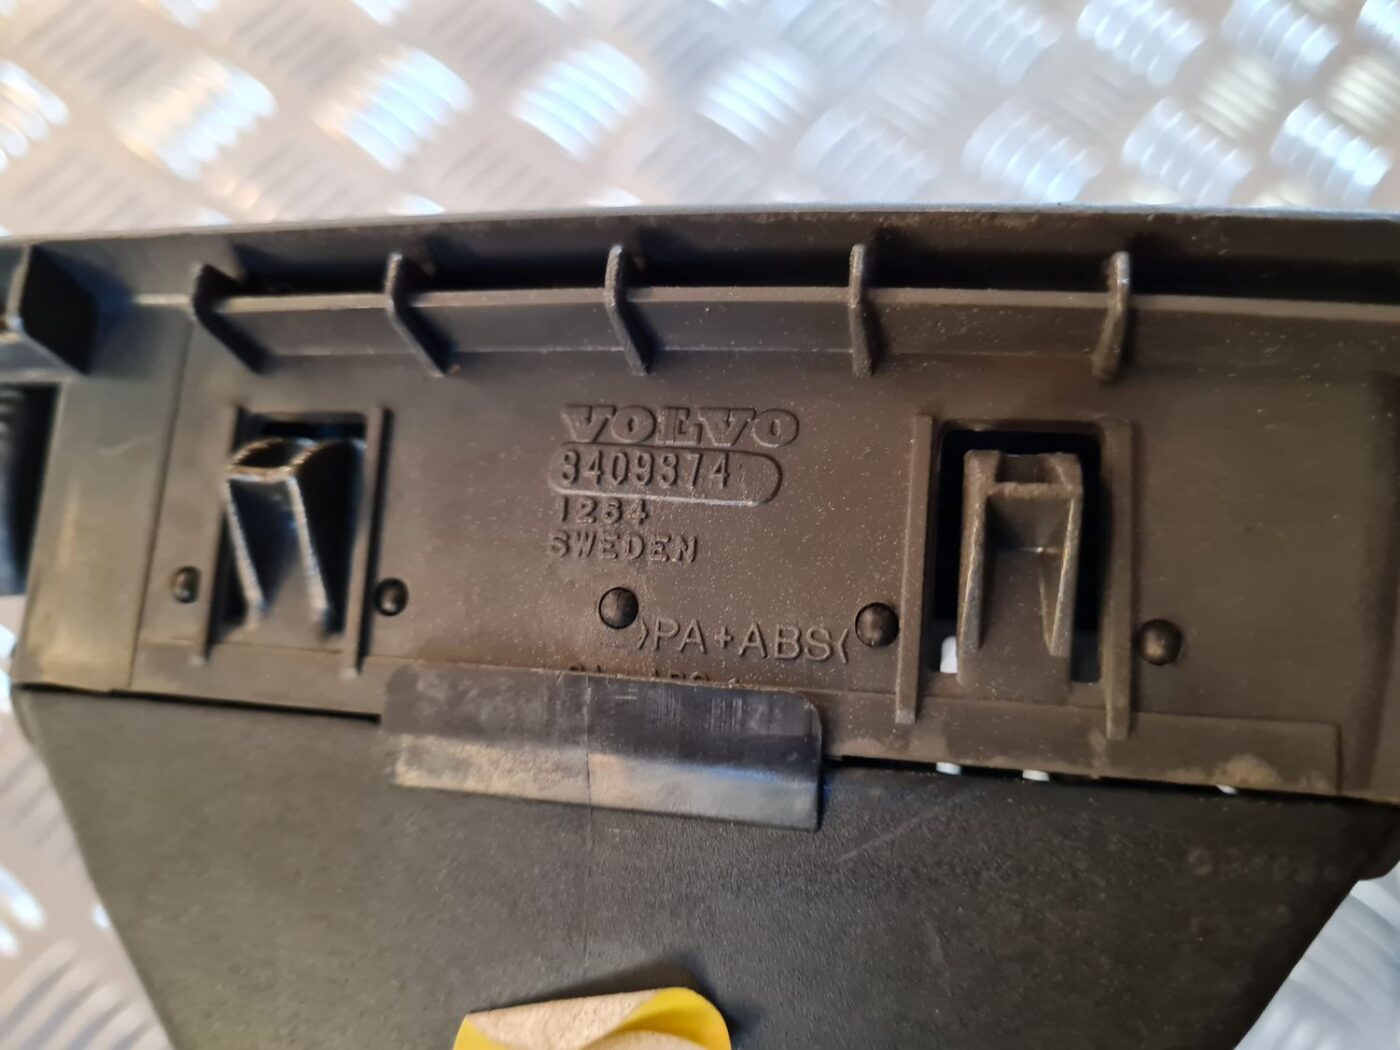 VOLVO
3409374
1264
SWEDEN
>PA+ABS<